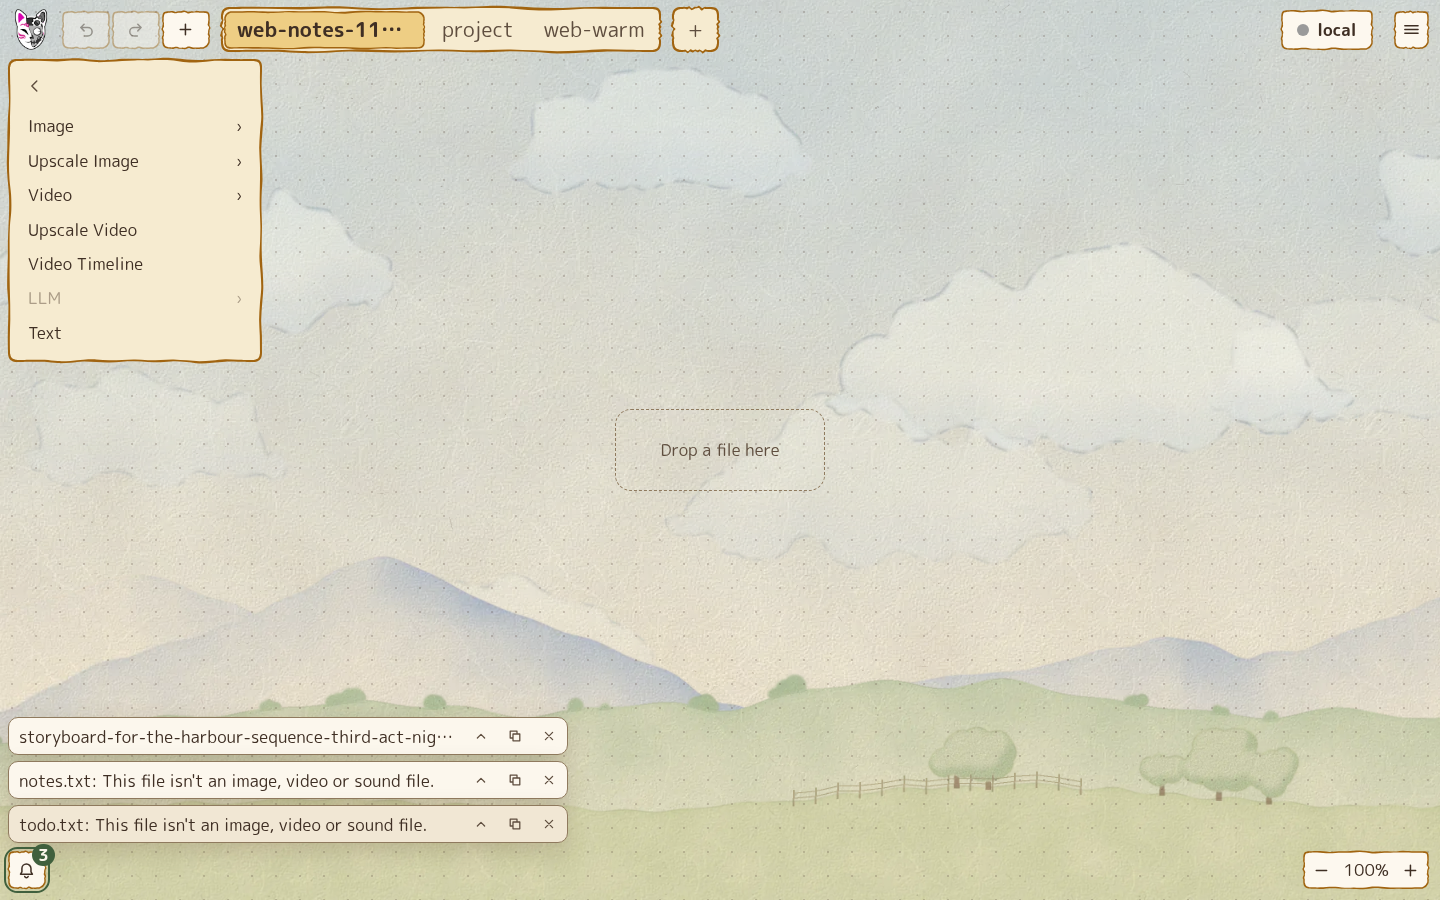 web-notes-11…
project
web-warm
local
Image
Upscale Image
Video
Upscale Video
Video Timeline
LLM
Text
Drop a file here
storyboard-for-the-harbour-sequence-third-act-nig…
notes.txt: This file isn't an image, video or sound file.
todo.txt: This file isn't an image, video or sound file.
3
100%